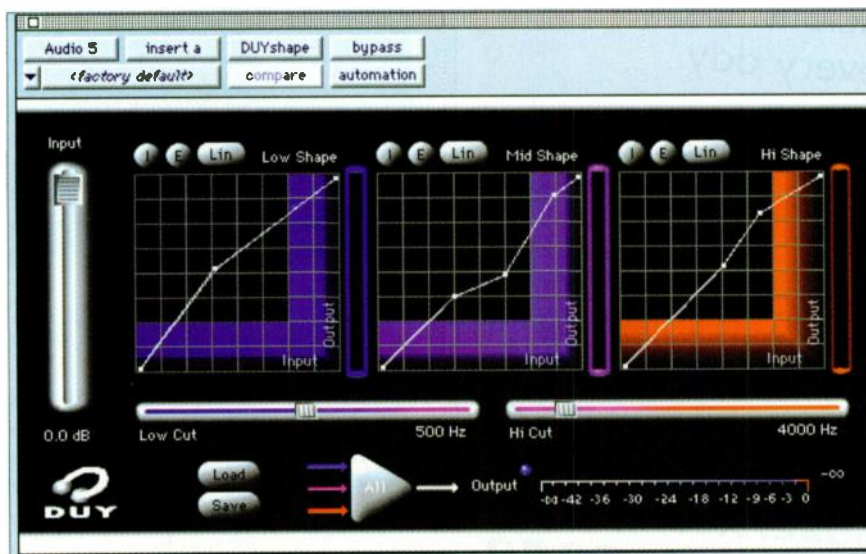 Audio 5 insert a DUYshape bypass
<factory default> compare automation
Input
I E Lin Low Shape
I E Lin Mid Shape
I E Lin Hi Shape
Output
Input
Output
Input
Output
Input
0.0 dB
Low Cut 500 Hz
Hi Cut 4000 Hz
Load
Save
All
Output
-∞ -42 -36 -30 -24 -18 -12 -9 -6 -3 0
-∞
DUY